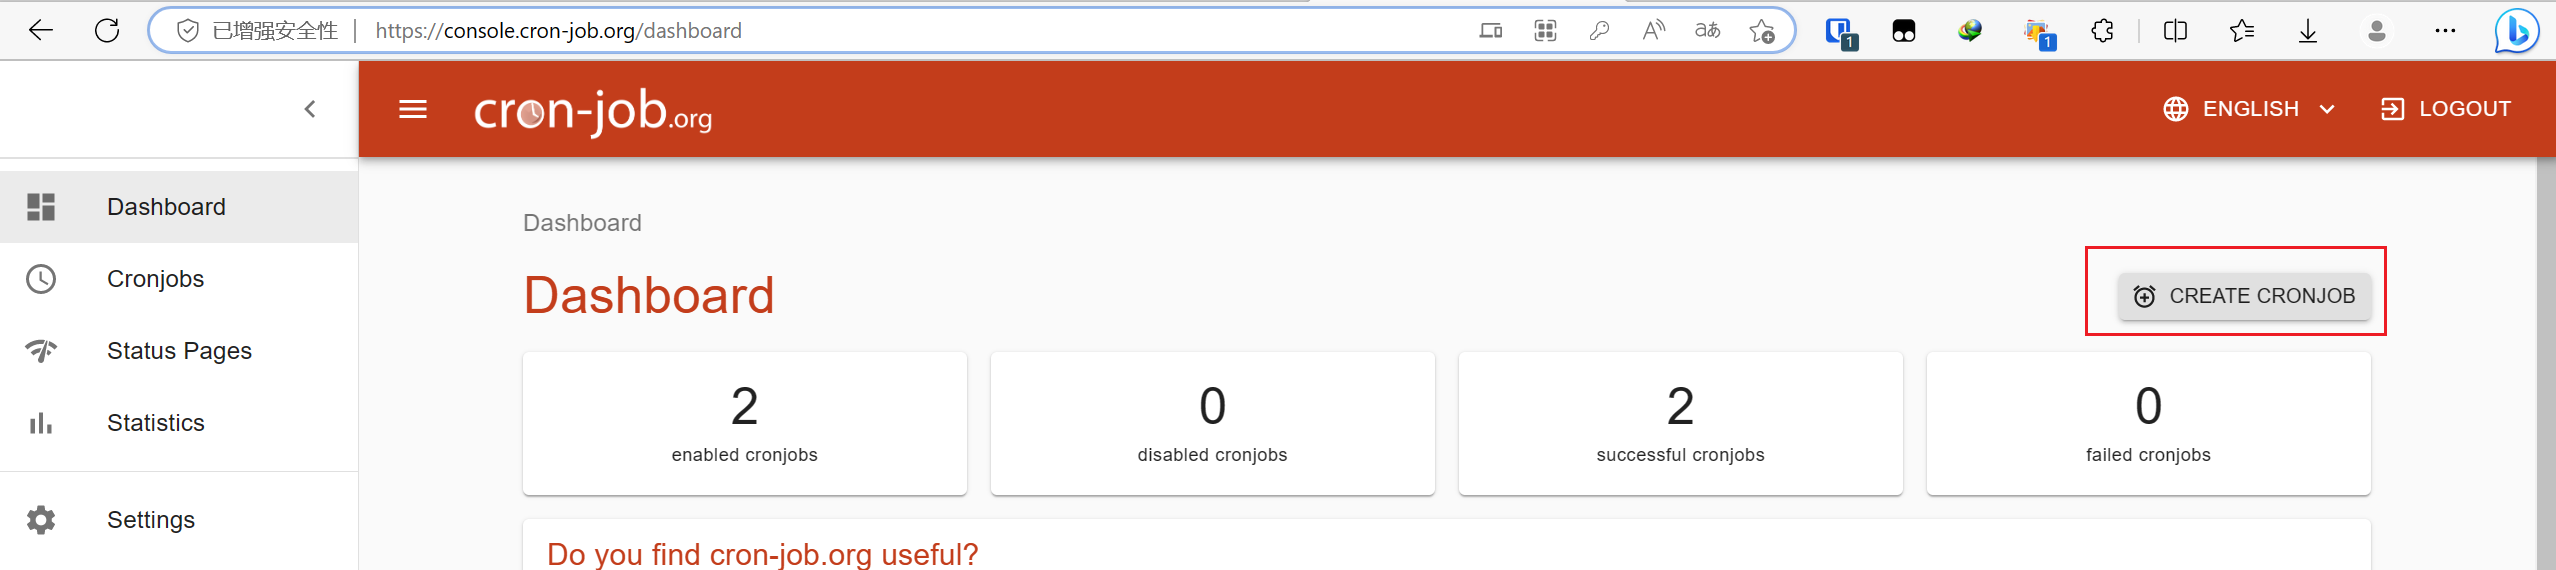 已增强安全性 https://console.cron-job.org/dashboard
1
1
cron-job.org
ENGLISH
LOGOUT
Dashboard
Cronjobs
Status Pages
Statistics
Settings
Dashboard
Dashboard
CREATE CRONJOB
2
enabled cronjobs
0
disabled cronjobs
2
successful cronjobs
0
failed cronjobs
Do you find cron-job.org useful?